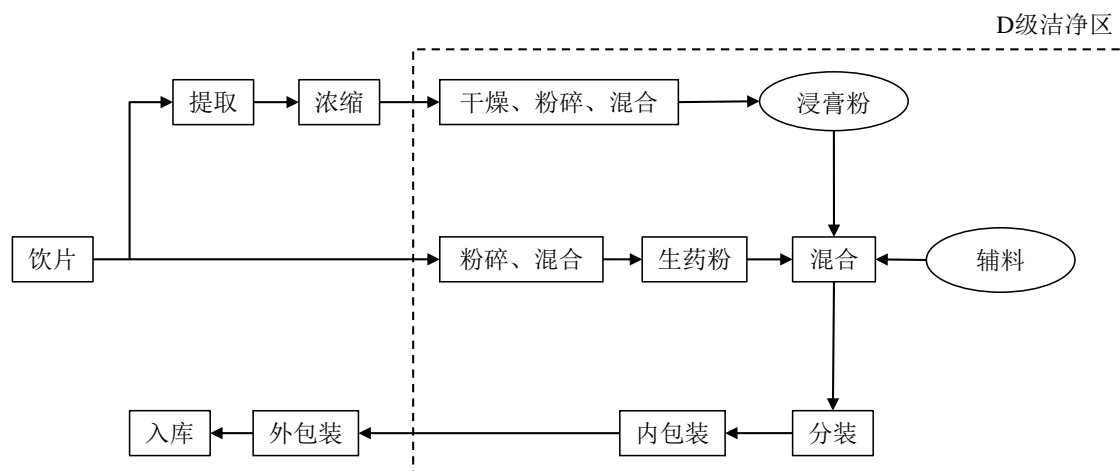 D级洁净区
提取
浓缩
干燥、粉碎、混合
浸膏粉
饮片
粉碎、混合
生药粉
混合
辅料
入库
外包装
内包装
分装